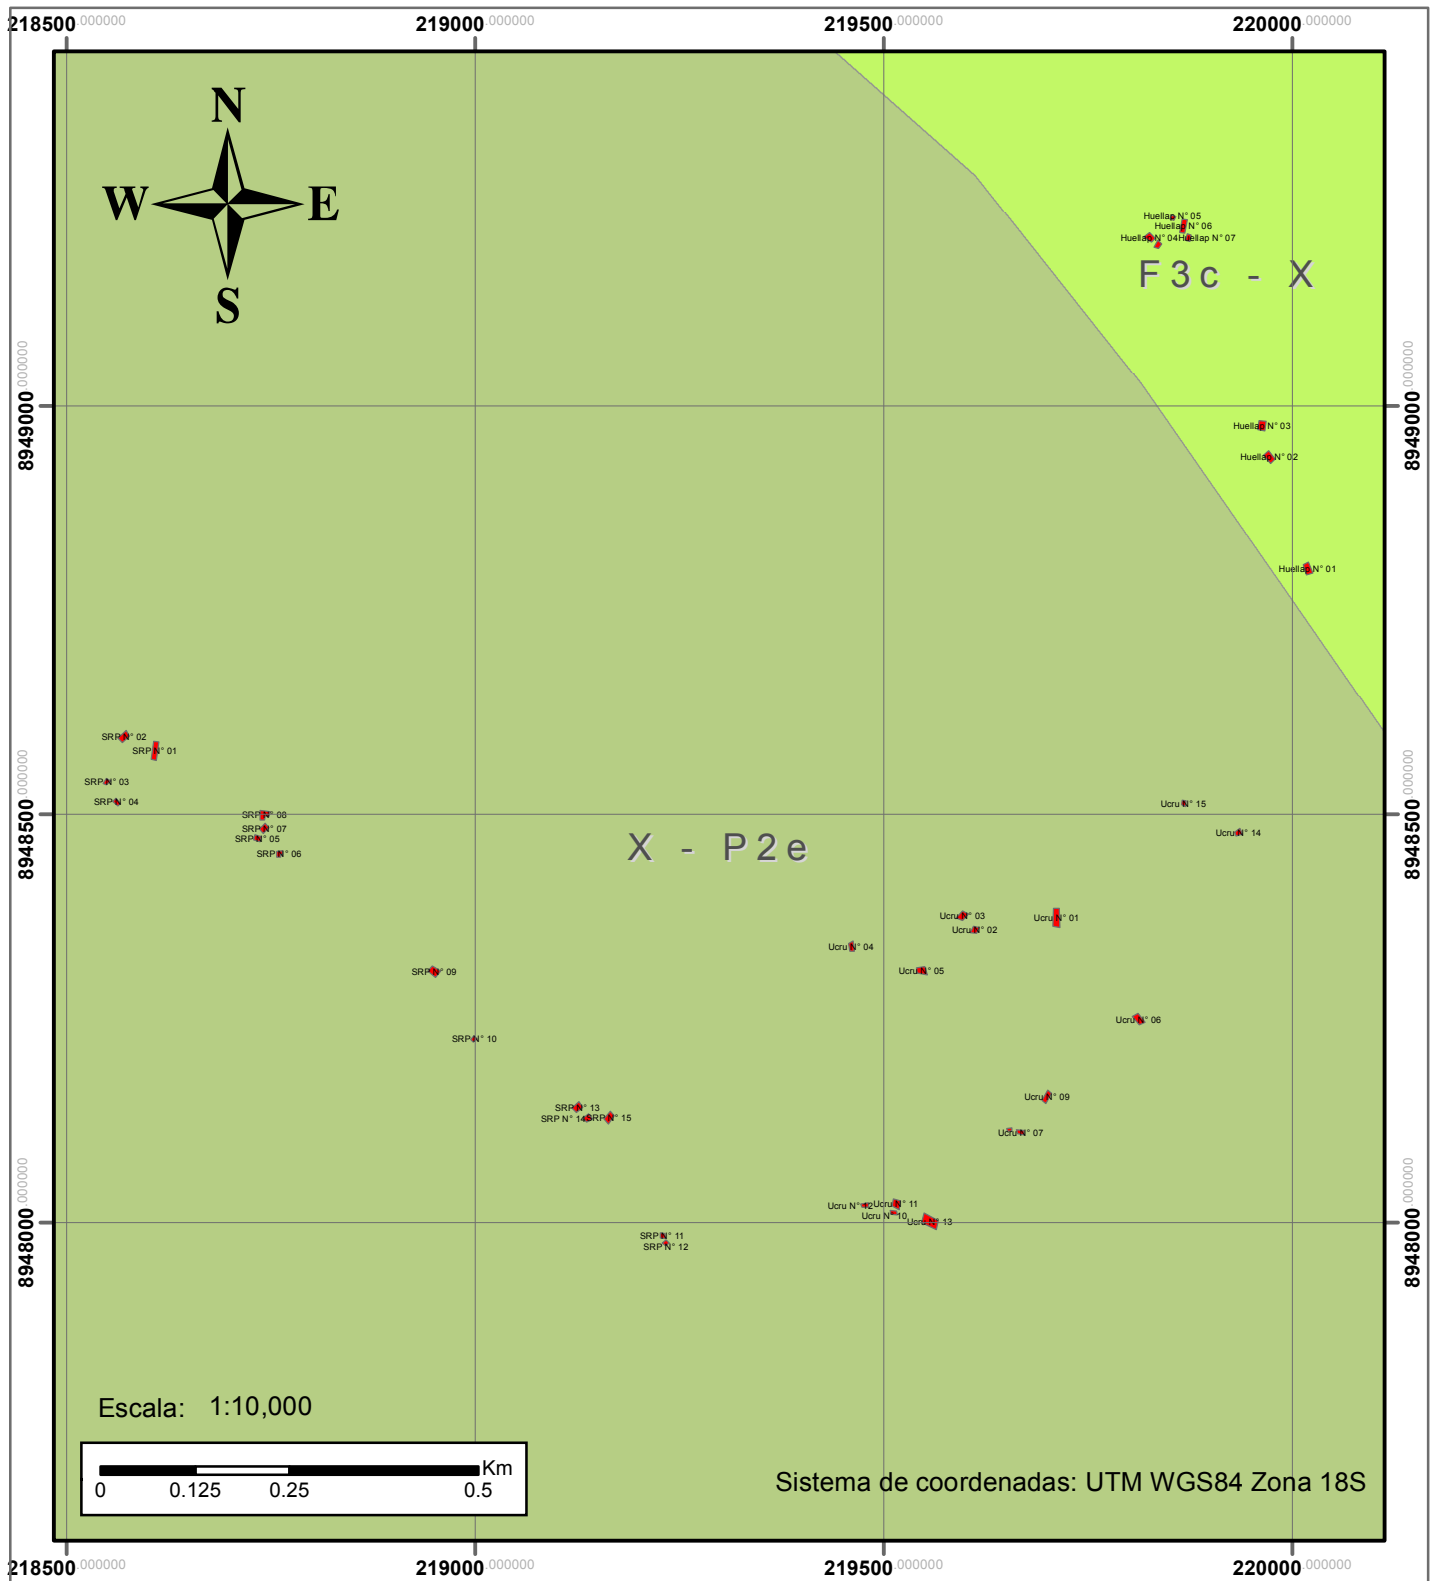 218500.000000 219000.000000 219500.000000 220000.000000
N
W E
S
Huellap N° 05
Huellap N° 06
Huellap N° 04 Huellap N° 07
F3c - X
8949000.000000 8949000.000000
Huellap N° 03
Huellap N° 02
Huellap N° 01
SRP N° 02
SRP N° 01
SRP N° 03
SRP N° 04
Ucru N° 15
8948500.000000 8948500.000000
SRP N° 08
SRP N° 07
Ucru N° 14
SRP N° 05
X - P2e
SRP N° 06
Ucru N° 03
Ucru N° 01
Ucru N° 02
Ucru N° 04
SRP N° 09
Ucru N° 05
Ucru N° 06
SRP N° 10
Ucru N° 09
SRP N° 13
SRP N° 14 SRP N° 15
Ucru N° 07
Ucru N° 12 Ucru N° 11
Ucru N° 10
Ucru N° 13
8948000.000000 8948000.000000
SRP N° 11
SRP N° 12
Escala: 1:10,000
Km
0 0.125 0.25 0.5
Sistema de coordenadas: UTM WGS84 Zona 18S
218500.000000 219000.000000 219500.000000 220000.000000